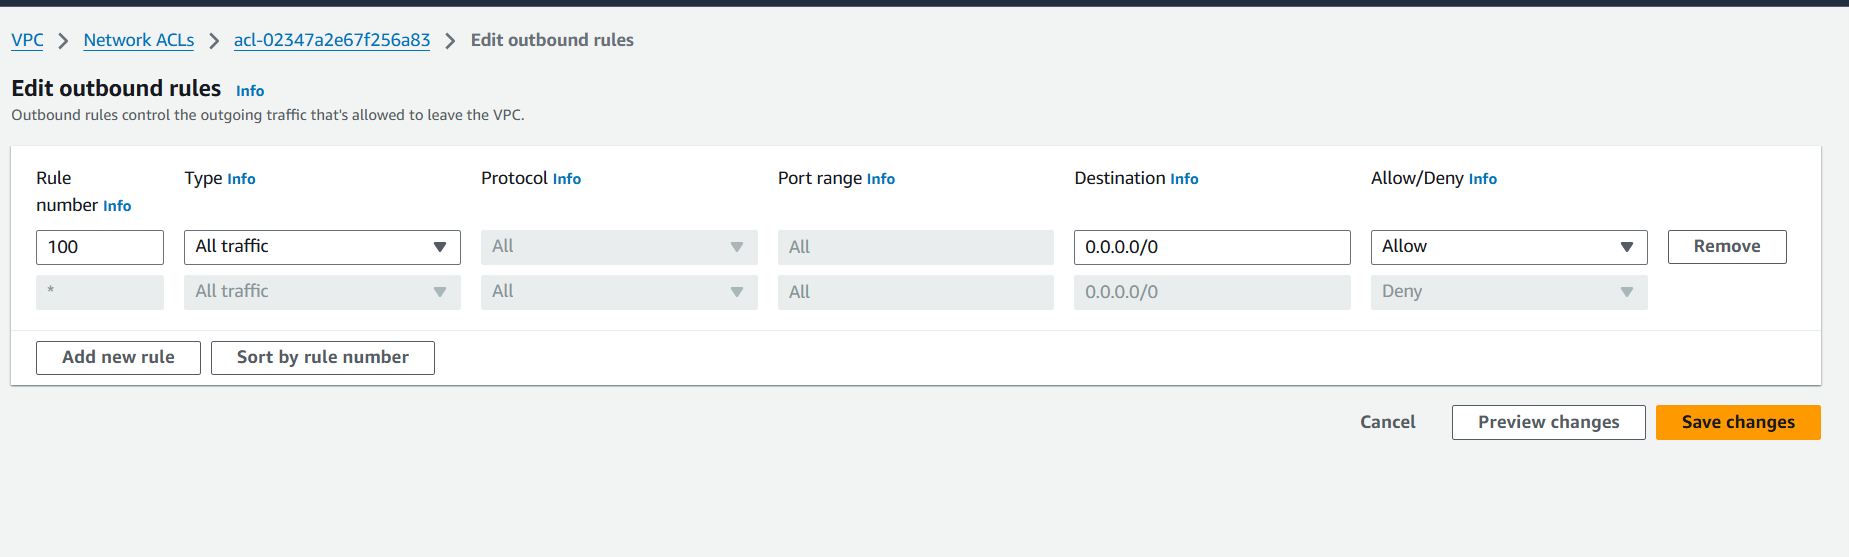 VPC > Network ACLs > acl-02347a2e67f256a83 > Edit outbound rules
Edit outbound rules Info
Outbound rules control the outgoing traffic that's allowed to leave the VPC.
Rule number Info Type Info Protocol Info Port range Info Destination Info Allow/Deny Info
100 All traffic All All 0.0.0.0/0 Allow Remove
* All traffic All All 0.0.0.0/0 Deny
Add new rule Sort by rule number
Cancel Preview changes Save changes